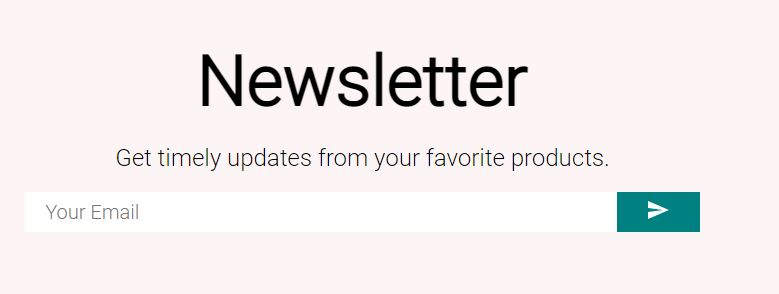 Newsletter
Get timely updates from your favorite products.
Your Email